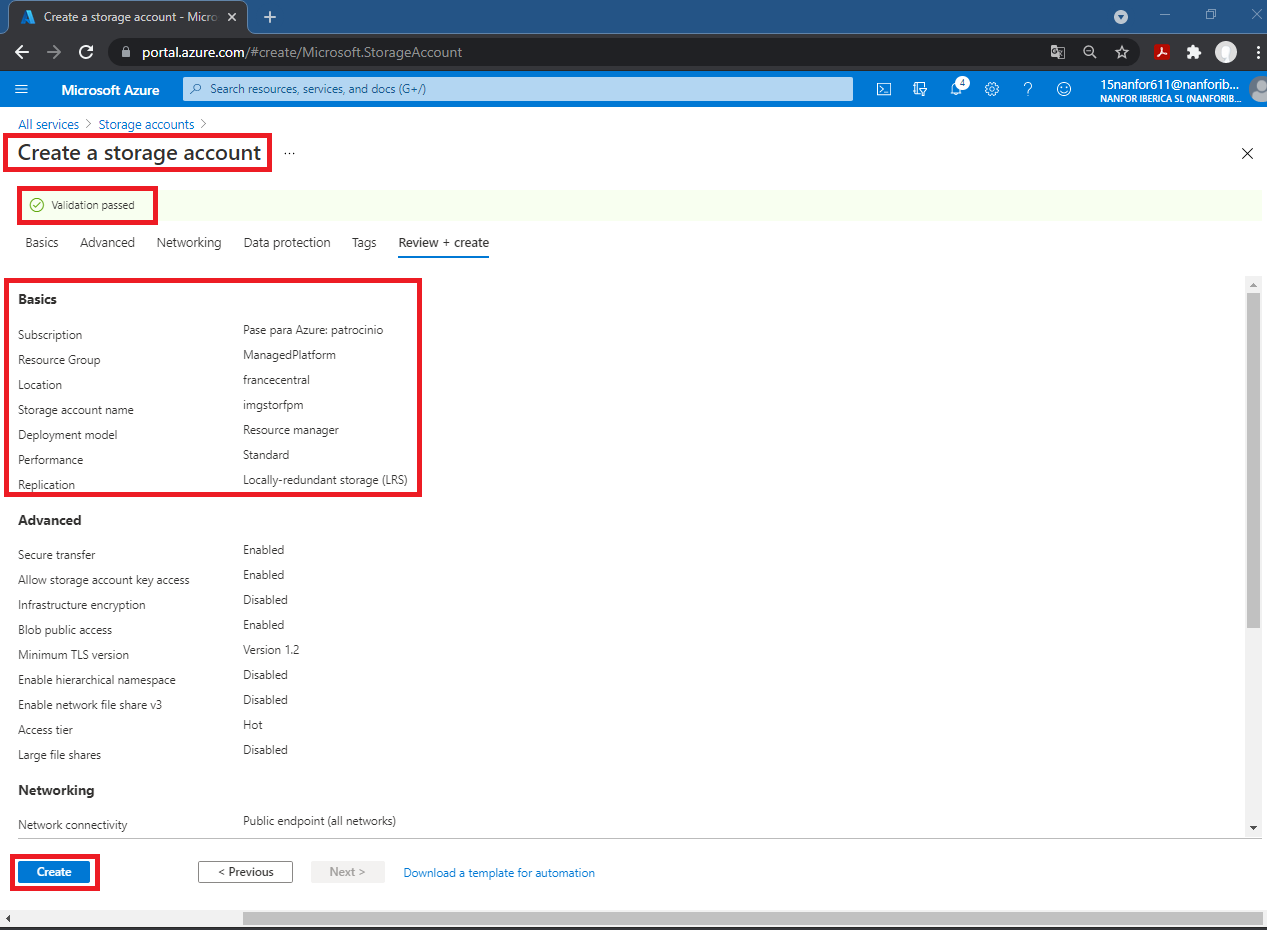 Create a storage account - Micro
portal.azure.com/#create/Microsoft.StorageAccount
Microsoft Azure
Search resources, services, and docs (G+/)
4
15nanfor611@nanforib...
NANFOR IBERICA SL (NANFORIB...
All services > Storage accounts >
Create a storage account ...
Validation passed
Basics Advanced Networking Data protection Tags Review + create
Basics
Subscription Pase para Azure: patrocinio
Resource Group ManagedPlatform
Location francecentral
Storage account name imgstorfpm
Deployment model Resource manager
Performance Standard
Replication Locally-redundant storage (LRS)
Advanced
Secure transfer Enabled
Allow storage account key access Enabled
Infrastructure encryption Disabled
Blob public access Enabled
Minimum TLS version Version 1.2
Enable hierarchical namespace Disabled
Enable network file share v3 Disabled
Access tier Hot
Large file shares Disabled
Networking
Network connectivity Public endpoint (all networks)
Create < Previous Next > Download a template for automation